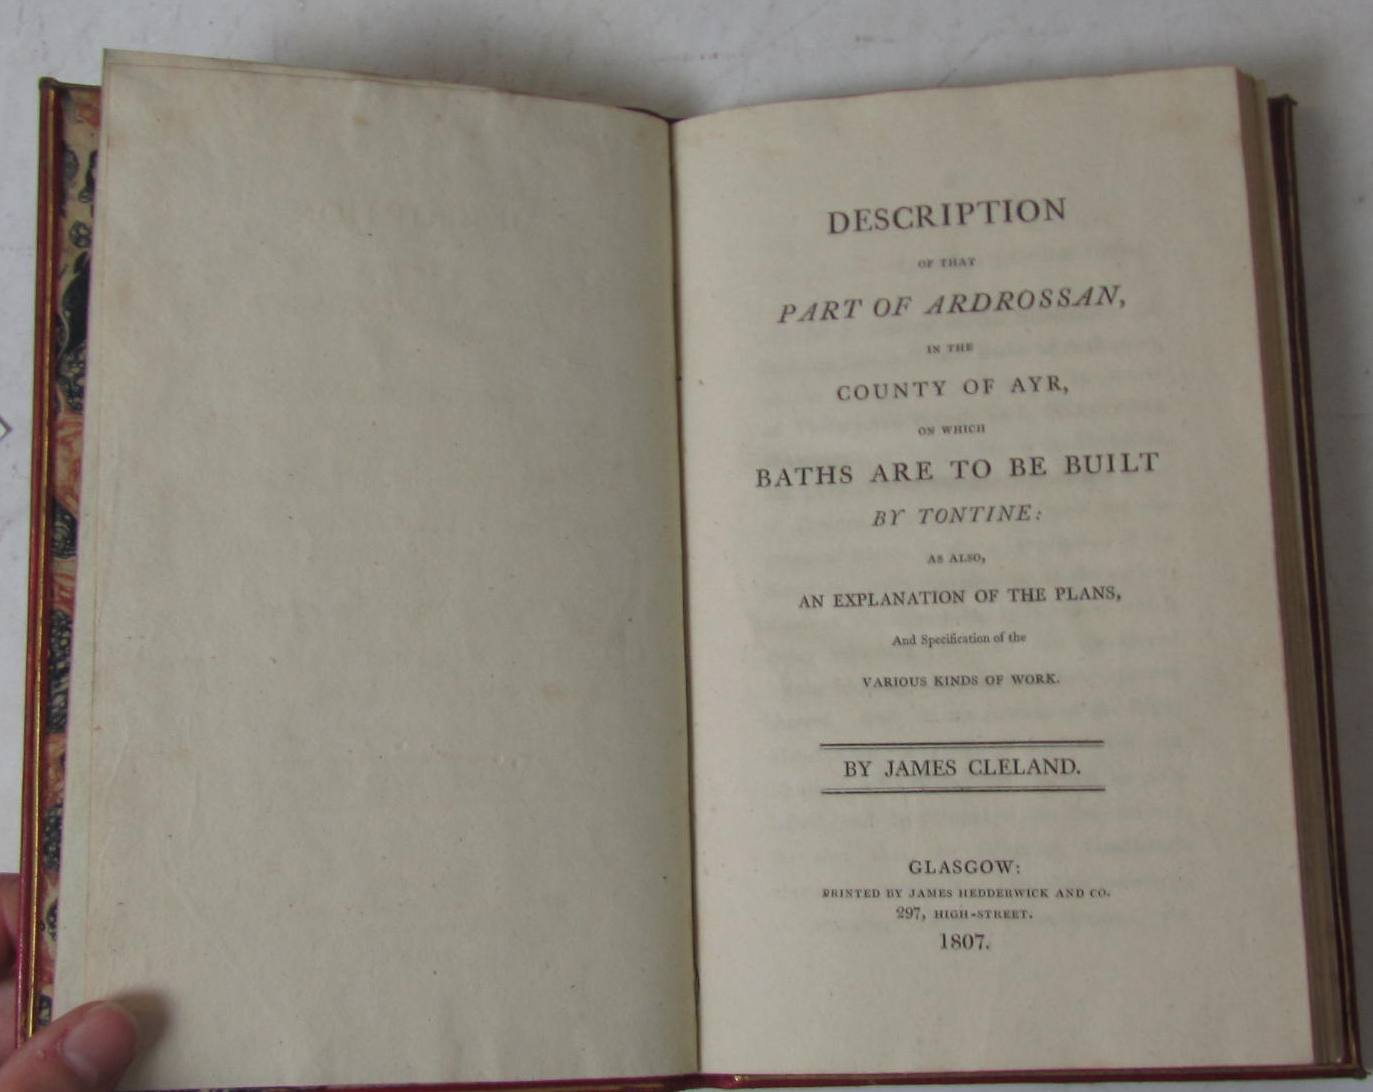 DESCRIPTION
OF THAT
PART OF ARDROSSAN,
IN THE
COUNTY OF AYR,
ON WHICH
BATHS ARE TO BE BUILT
BY TONTINE:
AS ALSO,
AN EXPLANATION OF THE PLANS,
And Specification of the
VARIOUS KINDS OF WORK.
BY JAMES CLELAND.
GLASGOW:
PRINTED BY JAMES HEDDERWICK AND CO.
297, HIGH-STREET.
1807.